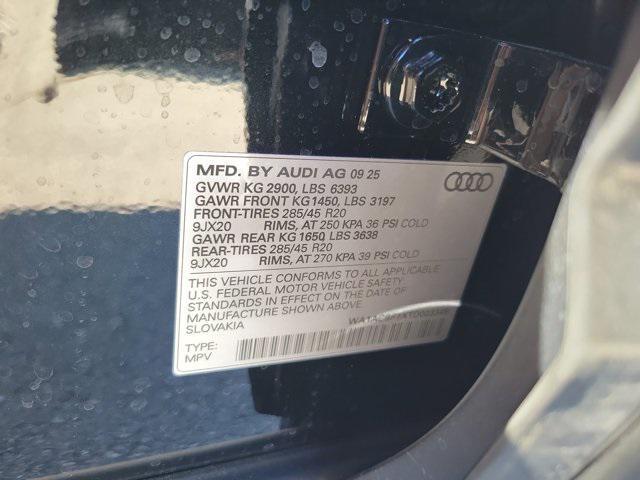 MFD. BY AUDI AG 09 25
GVWR KG 2900, LBS 6393
GAWR FRONT KG1450, LBS 3197
FRONT-TIRES 285/45 R20
9JX20 RIMS, AT 250 KPA 36 PSI COLD
GAWR REAR KG 1650, LBS 3638
REAR-TIRES 285/45 R20
9JX20 RIMS, AT 270 KPA 39 PSI COLD
THIS VEHICLE CONFORMS TO ALL APPLICABLE
U.S. FEDERAL MOTOR VEHICLE SAFETY
STANDARDS IN EFFECT ON THE DATE OF
MANUFACTURE SHOWN ABOVE
SLOVAKIA
TYPE:
MPV